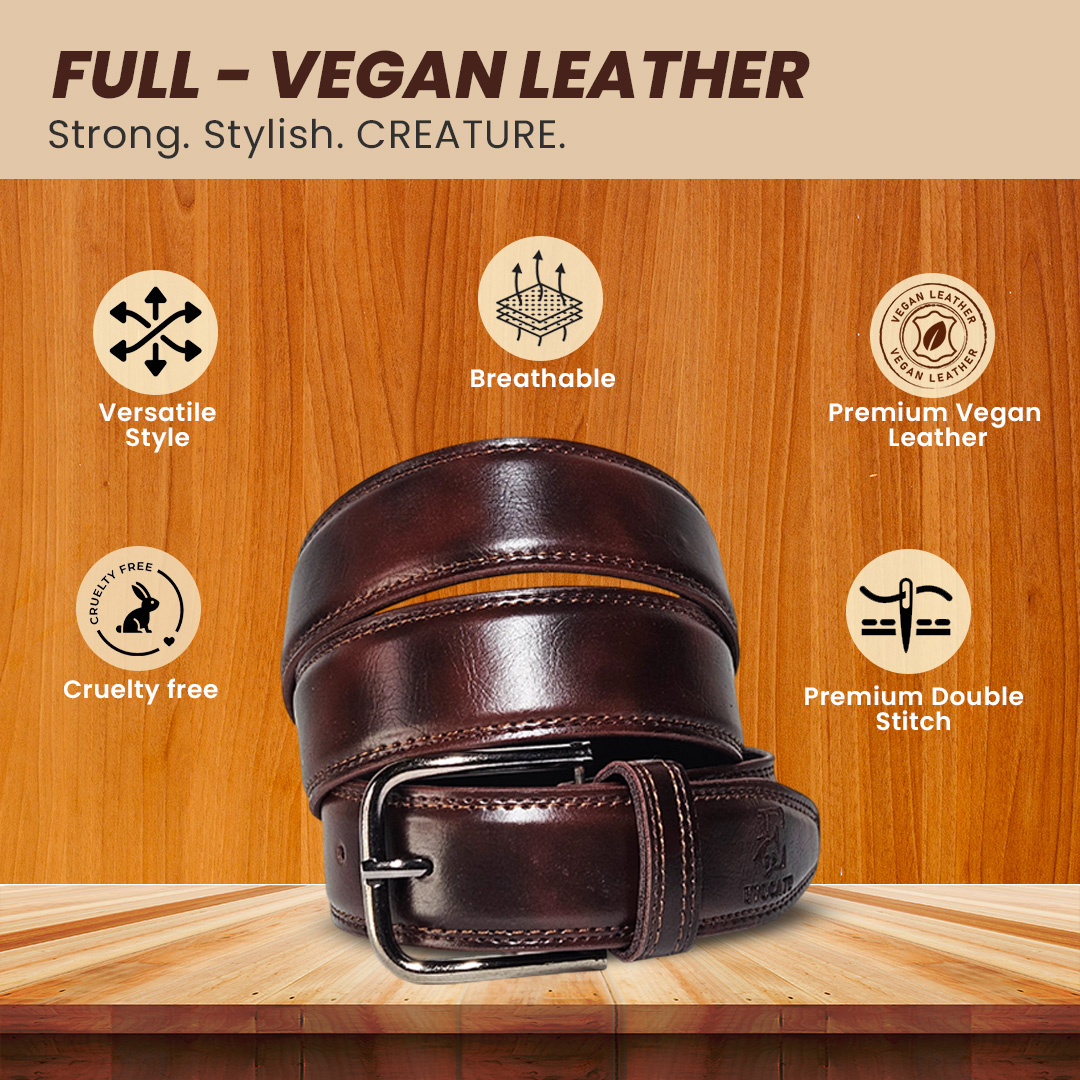 FULL - VEGAN LEATHER
Strong. Stylish. CREATURE.
Breathable
VEGAN LEATHER
VEGAN LEATHER
Versatile
Style
Premium Vegan
Leather
CRUELTY FREE
Cruelty free
Premium Double
Stitch